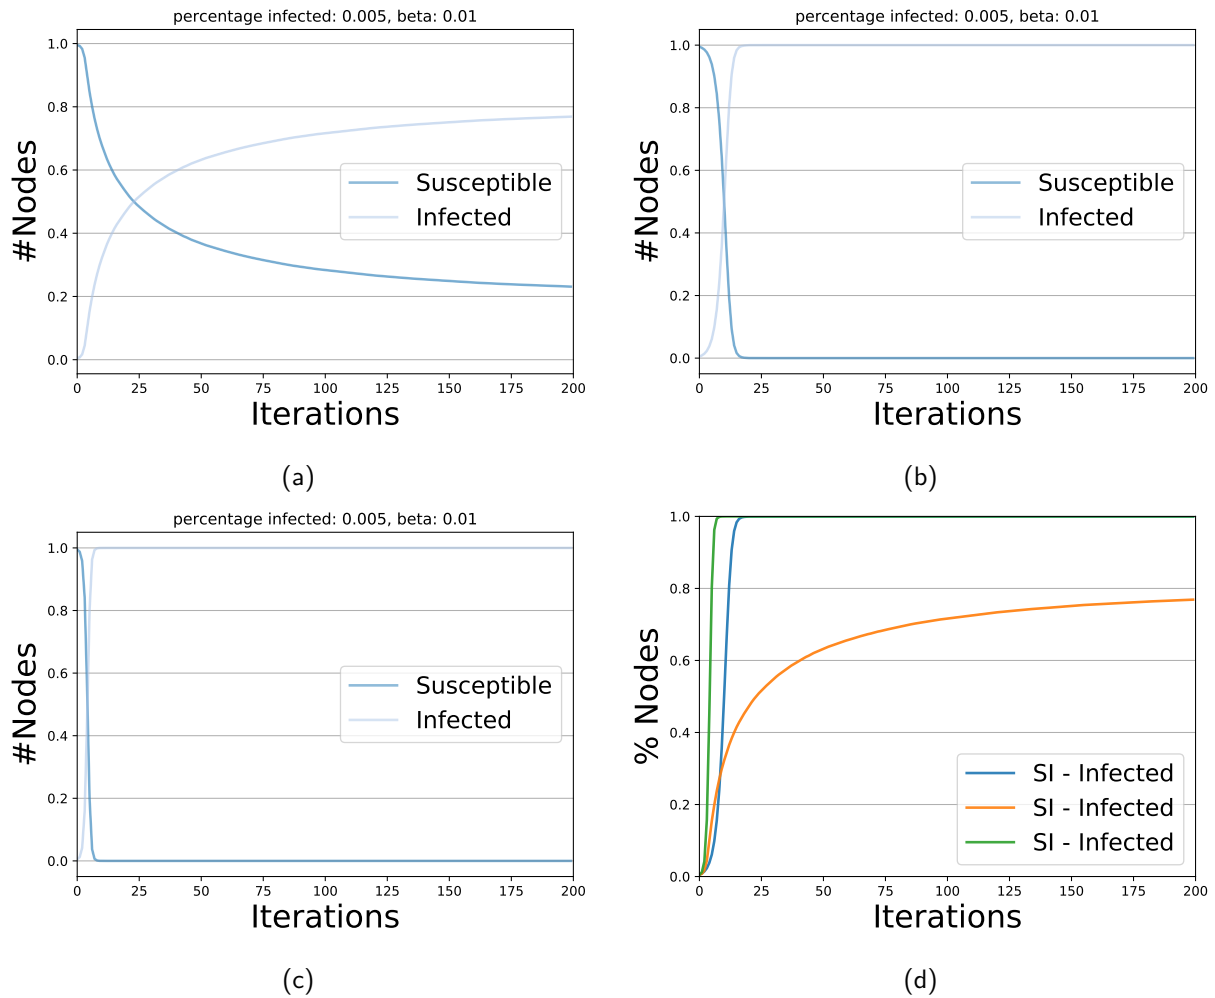 percentage infected: 0.005, beta: 0.01
#Nodes
1.0
0.8
0.6
0.4
0.2
0.0
Susceptible
Infected
0 25 50 75 100 125 150 175 200
Iterations
(a)
percentage infected: 0.005, beta: 0.01
#Nodes
1.0
0.8
0.6
0.4
0.2
0.0
Susceptible
Infected
0 25 50 75 100 125 150 175 200
Iterations
(b)
percentage infected: 0.005, beta: 0.01
#Nodes
1.0
0.8
0.6
0.4
0.2
0.0
Susceptible
Infected
0 25 50 75 100 125 150 175 200
Iterations
(c)
% Nodes
1.0
0.8
0.6
0.4
0.2
0.0
SI - Infected
SI - Infected
SI - Infected
0 25 50 75 100 125 150 175 200
Iterations
(d)